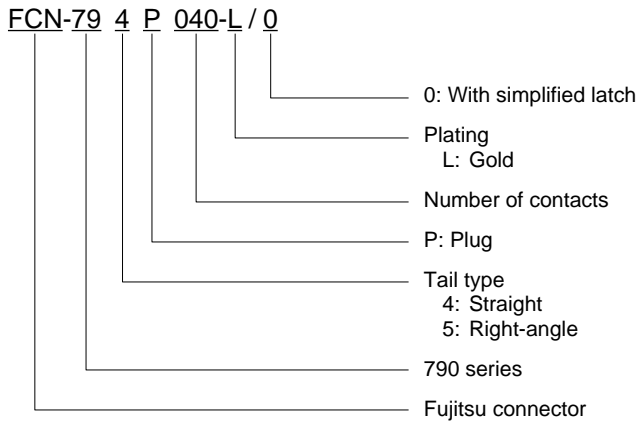 FCN-79 4 P 040-L / 0
0: With simplified latch
Plating
L: Gold
Number of contacts
P: Plug
Tail type
4: Straight
5: Right-angle
790 series
Fujitsu connector